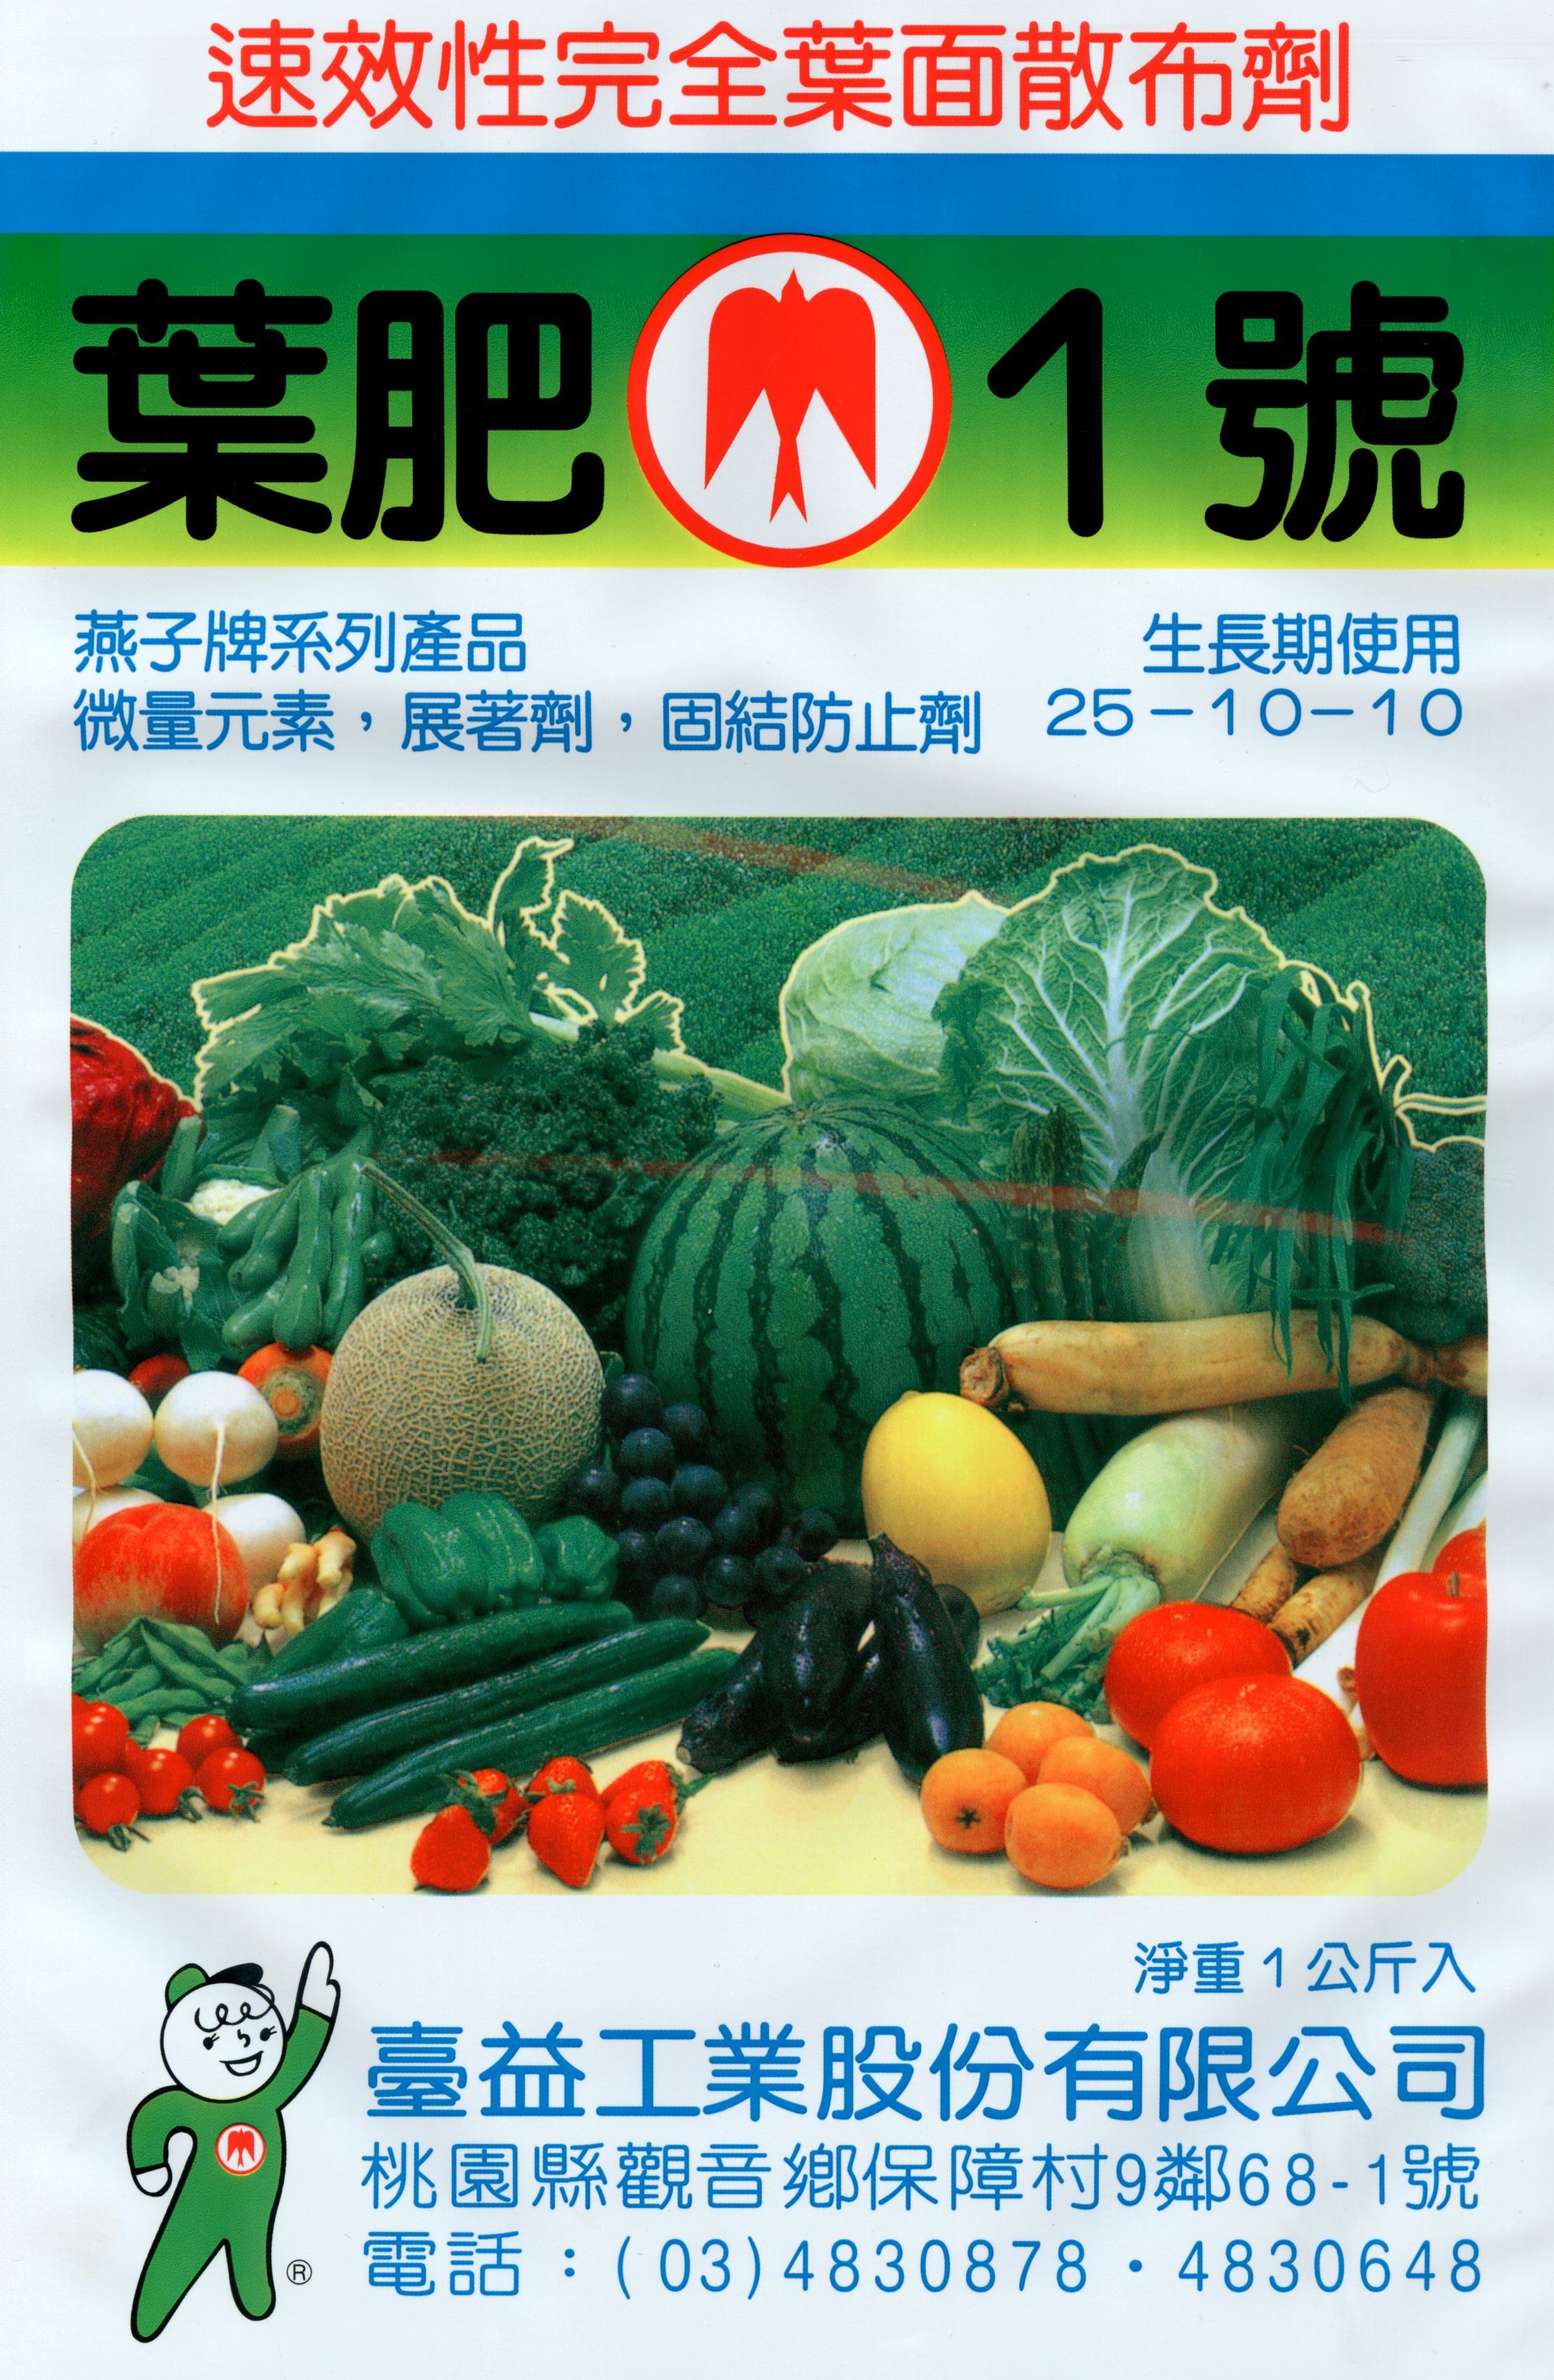 速效性完全葉面散布劑
葉肥 1 號
燕子牌系列產品
生長期使用
微量元素，展著劑，固結防止劑
25-10-10
淨重1公斤入
臺益工業股份有限公司
桃園縣觀音鄉保障村9鄰68-1號
電話：(03)4830878・4830648
®